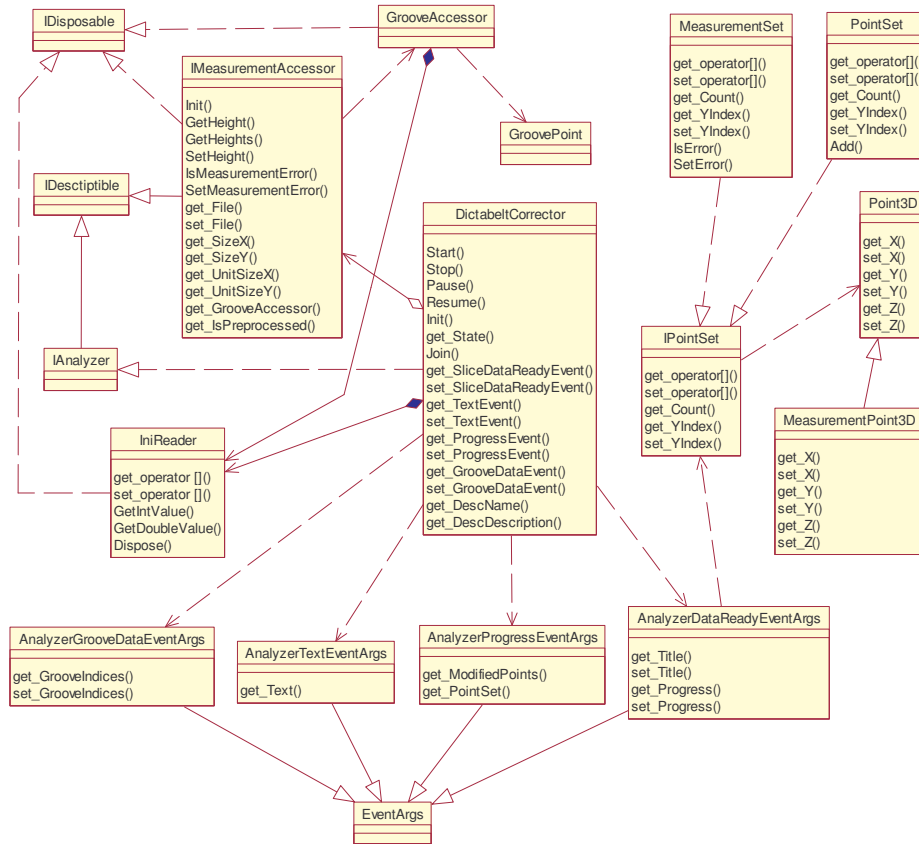 IDisposable
GrooveAccessor
IMeasurementAccessor
Init()
GetHeight()
GetHeights()
SetHeight()
IsMeasurementError()
SetMeasurementError()
get_File()
set_File()
get_SizeX()
get_SizeY()
get_UnitSizeX()
get_UnitSizeY()
get_GrooveAccessor()
get_IsPreprocessed()
GroovePoint
MeasurementSet
get_operator[]()
set_operator[]()
get_Count()
get_YIndex()
set_YIndex()
IsError()
SetError()
PointSet
get_operator[]()
set_operator[]()
get_Count()
get_YIndex()
set_YIndex()
Add()
IDesctiptible
DictabeltCorrector
Start()
Stop()
Pause()
Resume()
Init()
get_State()
Join()
get_SliceDataReadyEvent()
set_SliceDataReadyEvent()
get_TextEvent()
set_TextEvent()
get_ProgressEvent()
set_ProgressEvent()
get_GrooveDataEvent()
set_GrooveDataEvent()
get_DescName()
get_DescDescription()
Point3D
get_X()
set_X()
get_Y()
set_Y()
get_Z()
set_Z()
IAnalyzer
IPointSet
get_operator[]()
set_operator[]()
get_Count()
get_YIndex()
set_YIndex()
IniReader
get_operator []()
set_operator []()
GetIntValue()
GetDoubleValue()
Dispose()
MeasurementPoint3D
get_X()
set_X()
get_Y()
set_Y()
get_Z()
set_Z()
AnalyzerGrooveDataEventArgs
get_GrooveIndices()
set_GrooveIndices()
AnalyzerTextEventArgs
get_Text()
AnalyzerProgressEventArgs
get_ModifiedPoints()
get_PointSet()
AnalyzerDataReadyEventArgs
get_Title()
set_Title()
get_Progress()
set_Progress()
EventArgs